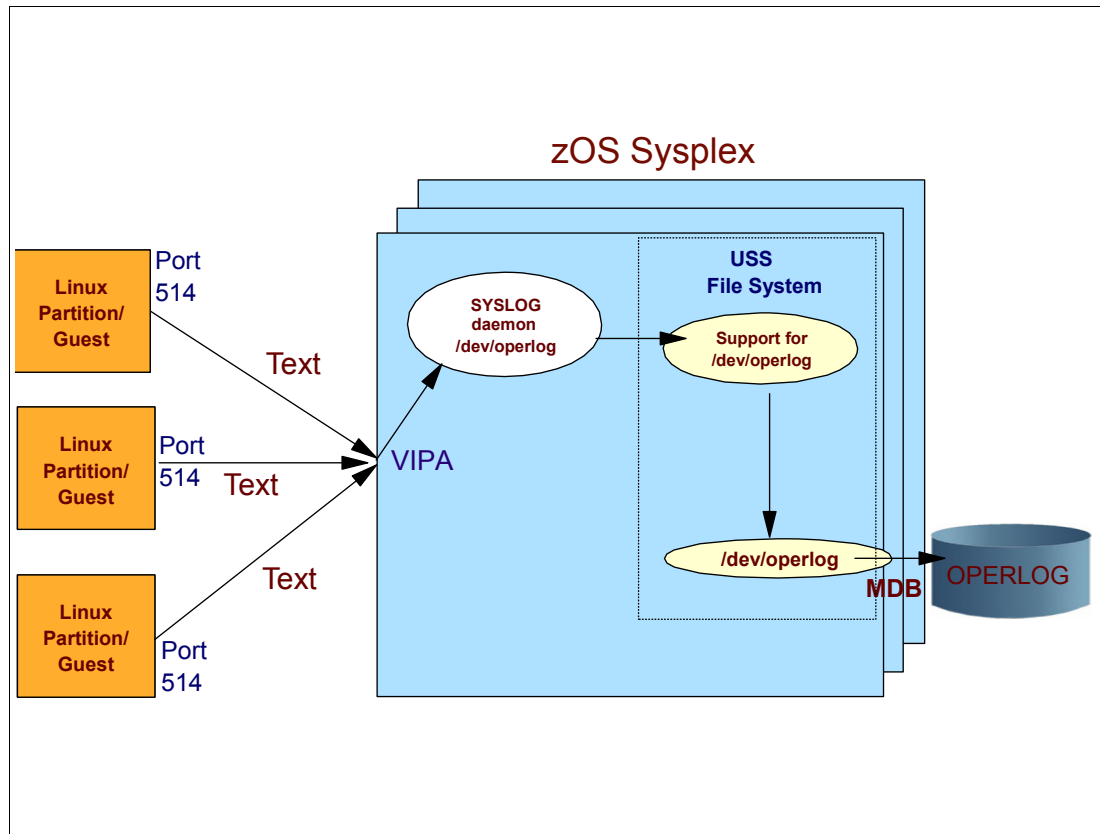 zOS Sysplex
Linux
Partition/
Guest
Port
514
Text
Linux
Partition/
Guest
Port
514
Text
Linux
Partition/
Guest
Port
514
Text
VIPA
SYSLOG
daemon
/dev/operlog
USS
File System
Support for
/dev/operlog
/dev/operlog
MDB
OPERLOG